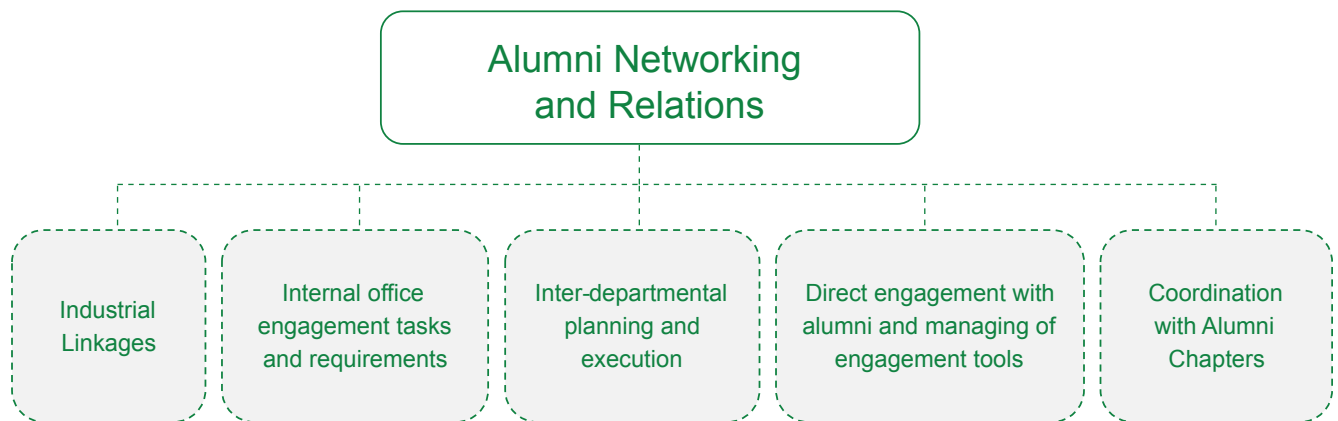 Alumni Networking
and Relations
Industrial
Linkages
Internal office
engagement tasks
and requirements
Inter-departmental
planning and
execution
Direct engagement with
alumni and managing of
engagement tools
Coordination
with Alumni
Chapters